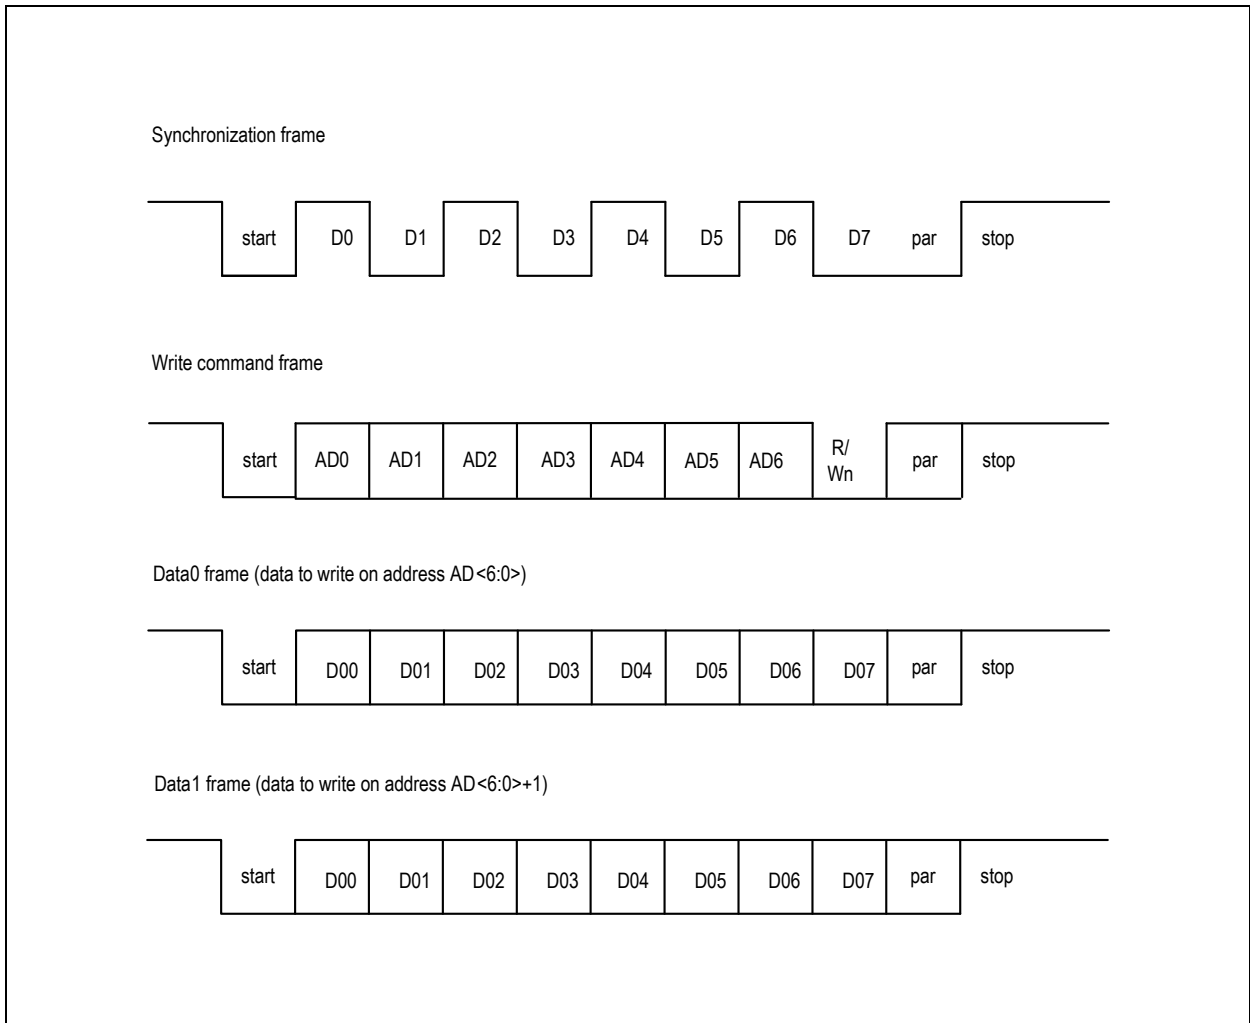 Synchronization frame
start D0 D1 D2 D3 D4 D5 D6 D7 par stop
Write command frame
start AD0 AD1 AD2 AD3 AD4 AD5 AD6 R/ Wn par stop
Data0 frame (data to write on address AD<6:0>)
start D00 D01 D02 D03 D04 D05 D06 D07 par stop
Data1 frame (data to write on address AD<6:0>+1)
start D00 D01 D02 D03 D04 D05 D06 D07 par stop